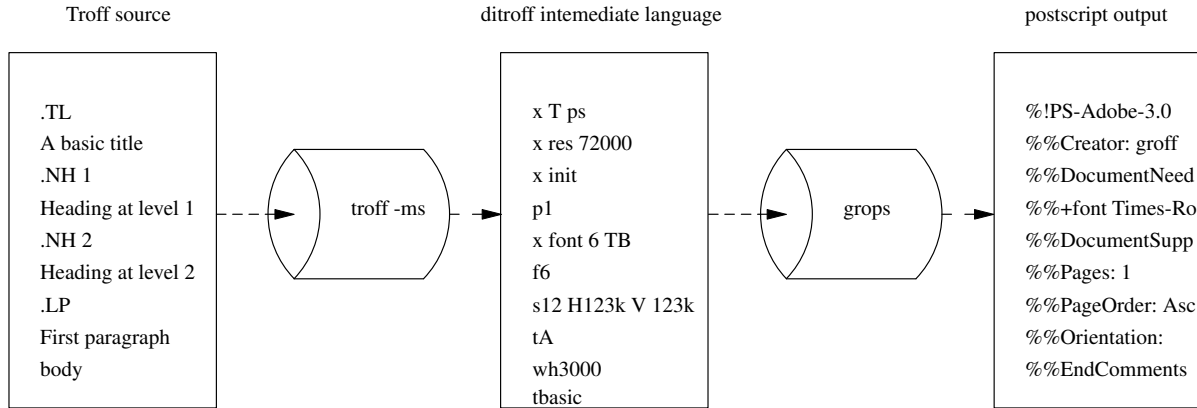 Troff source
ditroff intemediate language
postscript output
.TL
A basic title
.NH 1
Heading at level 1
.NH 2
Heading at level 2
.LP
First paragraph
body
troff -ms
x T ps
x res 72000
x init
p1
x font 6 TB
f6
s12 H123k V 123k
tA
wh3000
tbasic
grops
%!PS-Adobe-3.0
%%Creator: groff
%%DocumentNeed
%%+font Times-Ro
%%DocumentSupp
%%Pages: 1
%%PageOrder: Asc
%%Orientation:
%%EndComments